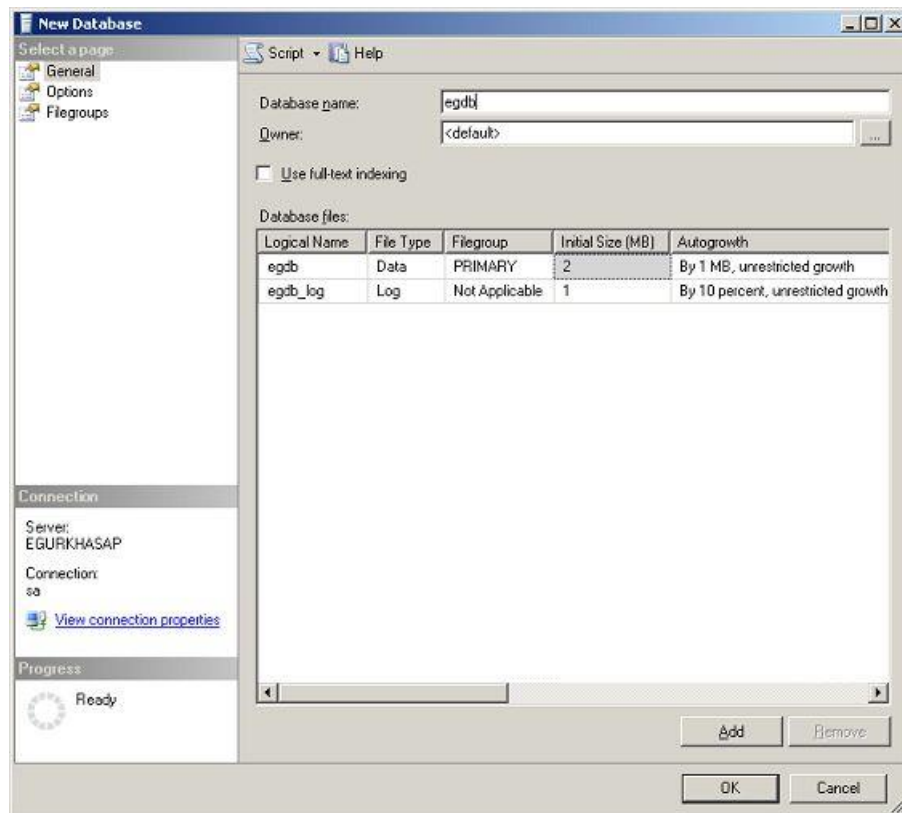 New Database
Select a page
General
Options
Filegroups
Script Help
Database name: egdb
Owner: <default> ...
Use full-text indexing
Database files:
Logical Name File Type Filegroup Initial Size (MB) Autogrowth
egdb Data PRIMARY 2 By 1 MB, unrestricted growth
egdb_log Log Not Applicable 1 By 10 percent, unrestricted growth
Connection
Server:
EGURKHASAP
Connection:
sa
View connection properties
Progress
Ready
Add Remove
OK Cancel